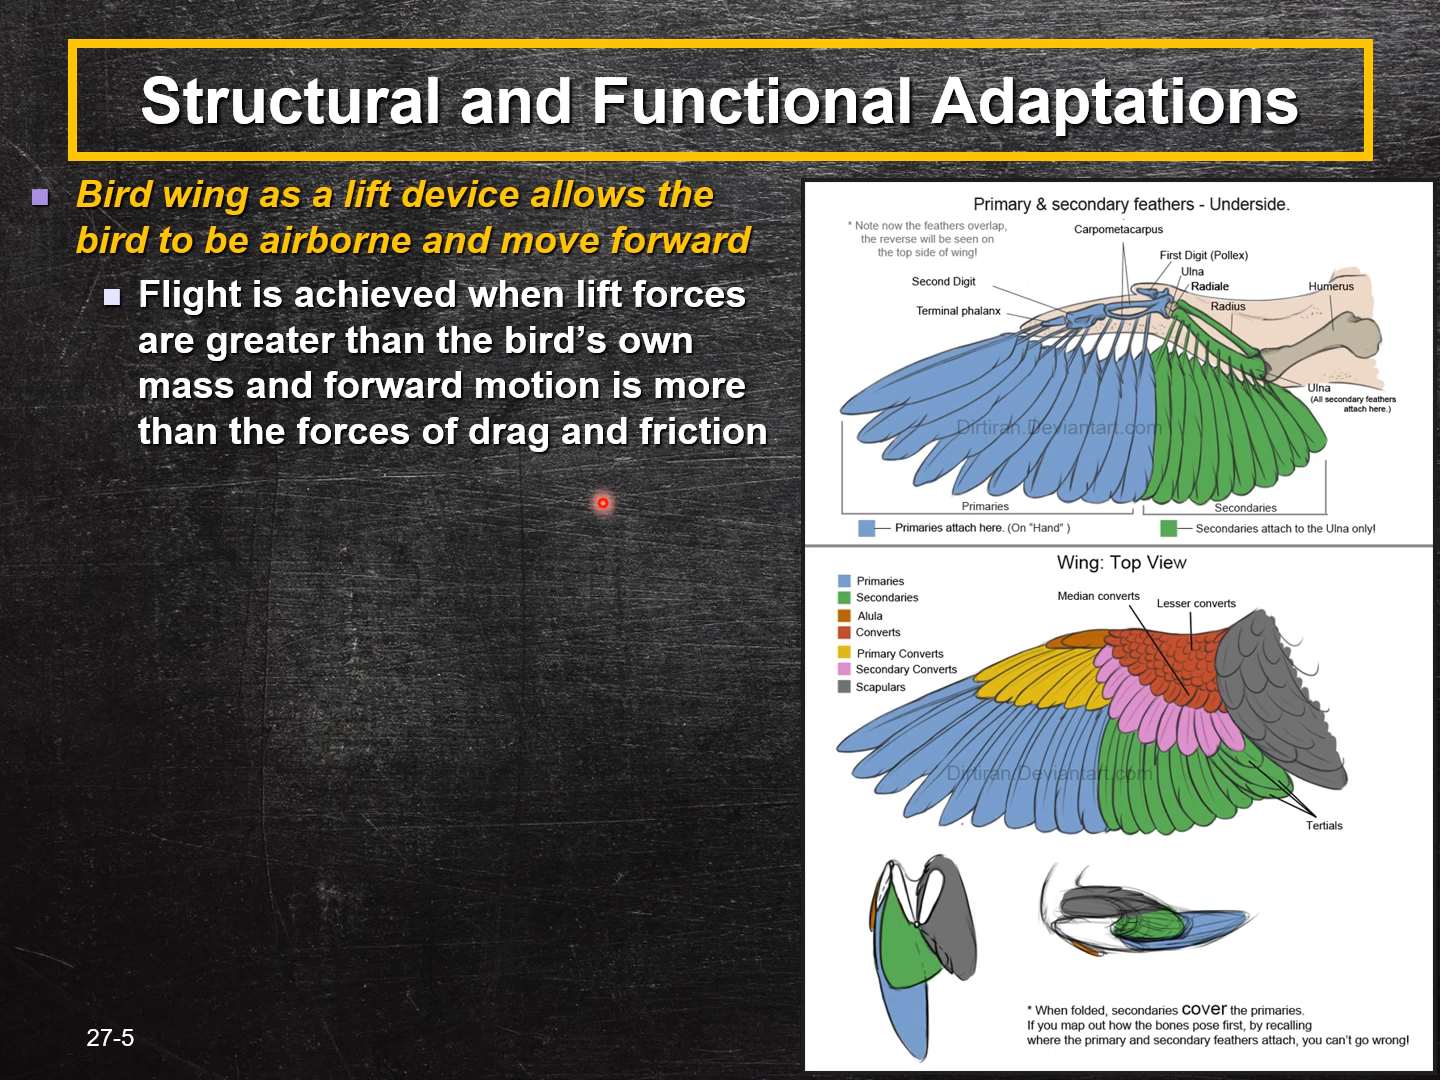 Structural and Functional Adaptations
Bird wing as a lift device allows the
bird to be airborne and move forward
Flight is achieved when lift forces
are greater than the bird's own
mass and forward motion is more
than the forces of drag and friction
27-5
Primary & secondary feathers - Underside.
* Note now the feathers overlap,
the reverse will be seen on
the top side of wing!
Carpometacarpus
First Digit (Pollex)
Ulna
Radiale
Second Digit
Humerus
Radius
Terminal phalanx
Ulna
(All secondary feathers
attach here.)
Dirtiran.Deviantart.com
Primaries
Secondaries
Primaries attach here. (On "Hand" )
Secondaries attach to the Ulna only!
Wing: Top View
Primaries
Secondaries
Alula
Converts
Primary Converts
Secondary Converts
Scapulars
Median converts
Lesser converts
Dirtiran.Deviantart.com
Tertials
* When folded, secondaries cover the primaries.
If you map out how the bones pose first, by recalling
where the primary and secondary feathers attach, you can't go wrong!